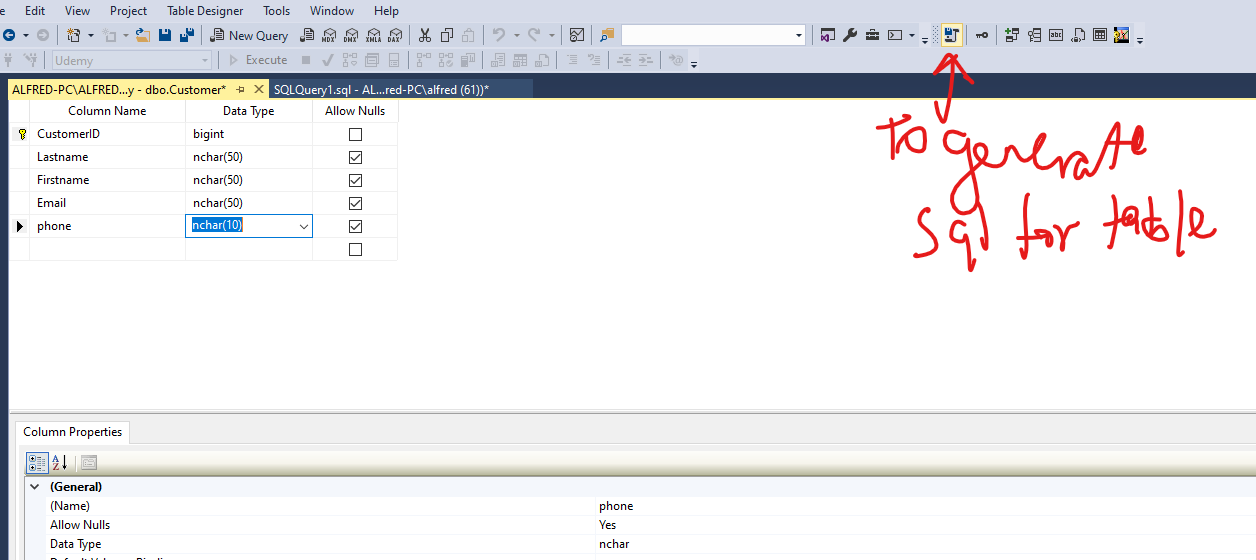 Edit View Project Table Designer Tools Window Help
New Query MDX DMX XMLA DAX
Udemy Execute
ALFRED-PC\ALFRED...y - dbo.Customer* SQLQuery1.sql - AL...red-PC\alfred (61))*
Column Name Data Type Allow Nulls
CustomerID bigint
Lastname nchar(50)
Firstname nchar(50)
Email nchar(50)
phone nchar(10)
To generate
sql for table
Column Properties
(General)
(Name) phone
Allow Nulls Yes
Data Type nchar